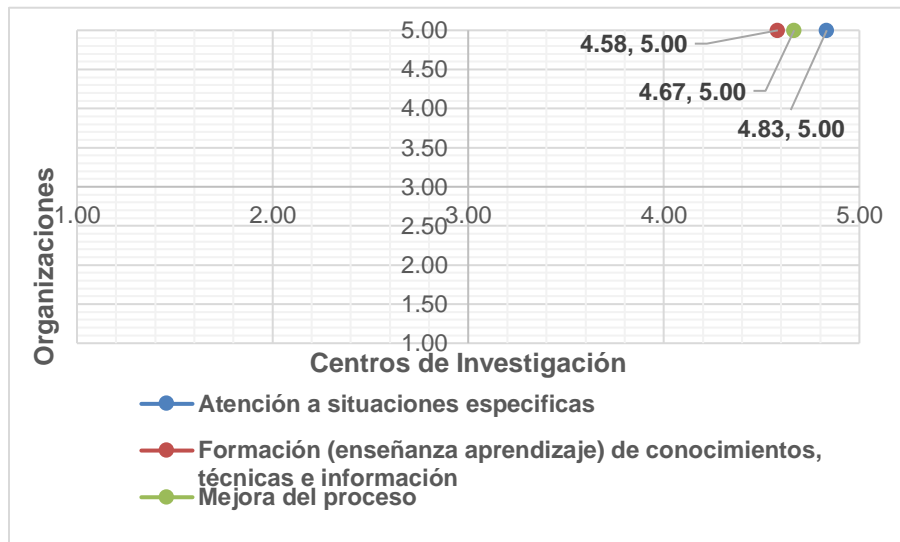 5.00
4.58, 5.00
4.50
4.67, 5.00
4.00
4.83, 5.00
3.50
3.00
1.00 2.00 3.00 4.00 5.00
2.50
2.00
1.50
1.00
Organizaciones
Centros de Investigación
Atención a situaciones especificas
Formación (enseñanza aprendizaje) de conocimientos,
técnicas e información
Mejora del proceso